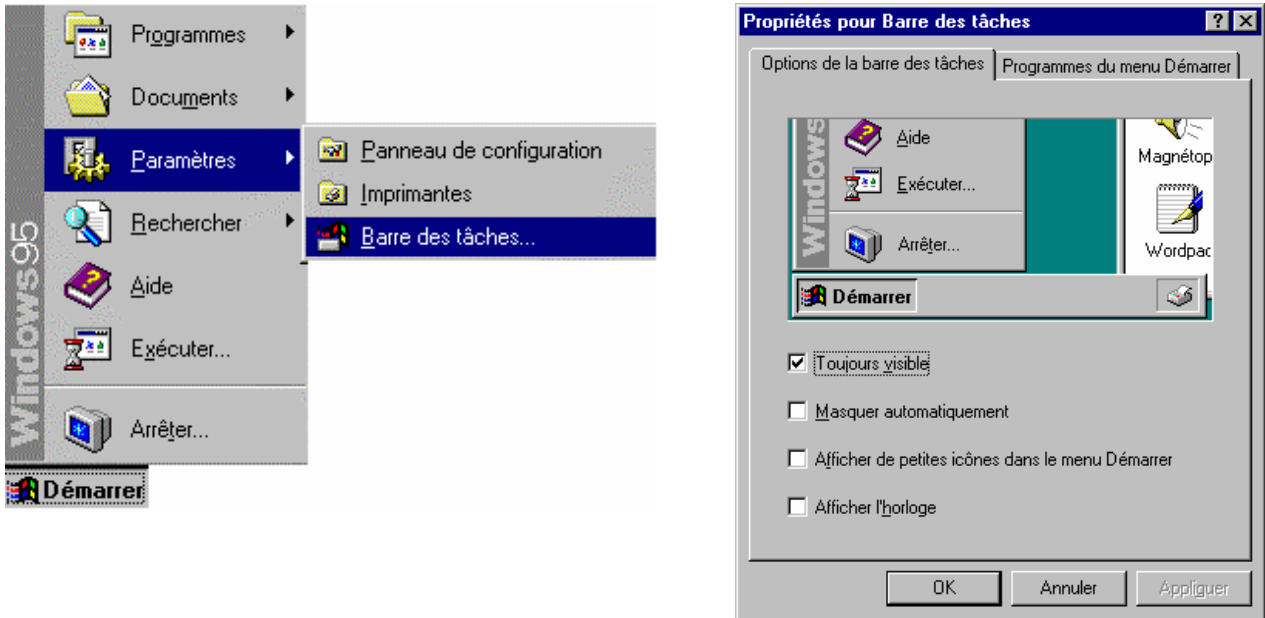 Programmes
Documents
Paramètres
Rechercher
Aide
Exécuter...
Arrêter...
Windows95
Démarrer
Panneau de configuration
Imprimantes
Barre des tâches...
Propriétés pour Barre des tâches
Options de la barre des tâches
Programmes du menu Démarrer
Windows
Aide
Exécuter...
Arrêter...
Magnétop
Wordpac
Démarrer
Toujours visible
Masquer automatiquement
Afficher de petites icônes dans le menu Démarrer
Afficher l'horloge
OK
Annuler
Appliquer